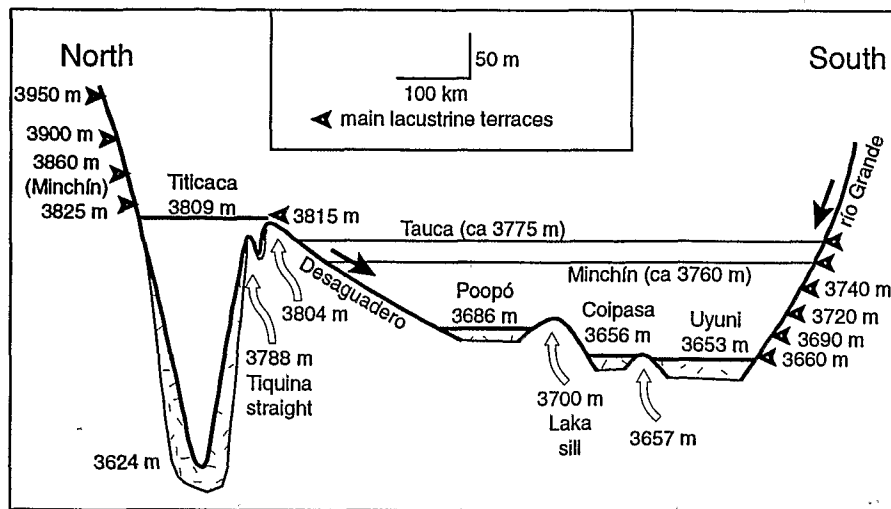 North
South
50 m
100 km
main lacustrine terraces
3950 m
3900 m
3860 m
(Minchín)
3825 m
Titicaca
3809 m
3815 m
3804 m
3788 m
Tiquina
straight
3624 m
Desaguadero
Tauca (ca 3775 m)
Minchín (ca 3760 m)
río Grande
Poopó
3686 m
3700 m
Laka
sill
Coipasa
3656 m
3657 m
Uyuni
3653 m
3740 m
3720 m
3690 m
3660 m